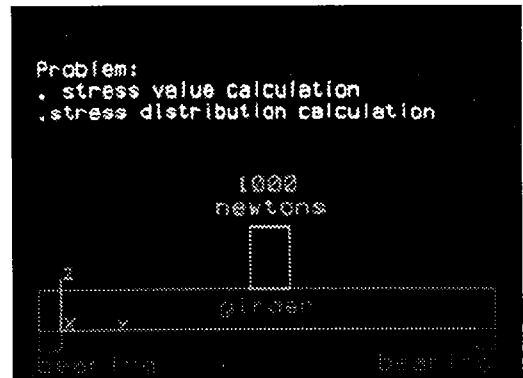 Problem:
. stress value calculation
.stress distribution calculation
1000
newtons
z
girder
x y
bearing bearing